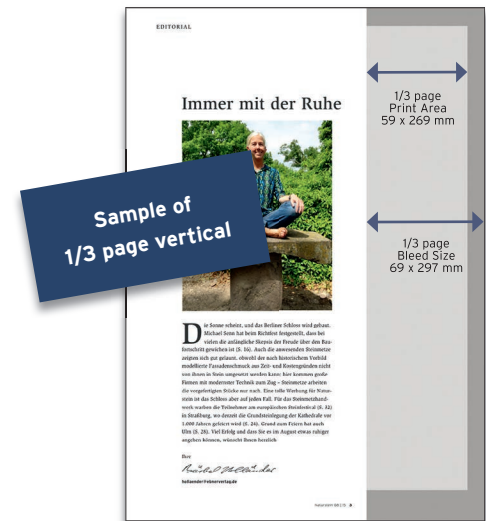 EDITORIAL
Immer mit der Ruhe
Sample of
1/3 page vertical
1/3 page
Print Area
59 x 269 mm
1/3 page
Bleed Size
69 x 297 mm
Die Sonne scheint, und das Berliner Schloss wird gebaut.
Michael Senn hat beim Richtfest festgestellt, dass bei
vielen die anfängliche Skepsis der Freude über den Bau-
fortschritt gewichen ist (S. 16). Auch die anwesenden Steinmetze
zeigten sich gut gelaunt, obwohl der nach historischem Vorbild
modellierte Fassadenschmuck aus Zeit- und Kostengründen nicht
von ihnen in Stein umgesetzt werden kann: hier kommen große
Firmen mit modernster Technik zum Zug – Steinmetze arbeiten
die vorgefertigten Stücke nur nach. Eine tolle Werbung für Natur-
stein ist das Schloss aber auf jeden Fall. Für das Steinmetzhand-
werk warben die Teilnehmer am europäischen Steinfestival (S. 32)
in Straßburg, wo derzeit die Grundsteinlegung der Kathedrale vor
1.000 Jahren gefeiert wird (S. 24). Grund zum Feiern hat auch
Ulm (S. 28). Viel Erfolg und dass Sie es im August etwas ruhiger
angehen können, wünscht Ihnen herzlich
Ihre
Bärbel Holländer
hollaender@ebnerverlag.de
3